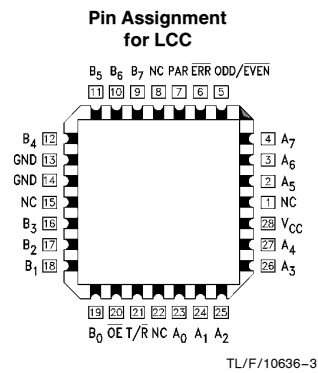 Pin Assignment
for LCC
B5 B6 B7 NC PAR E̅R̅R̅ ODD/E̅V̅E̅N̅
11 10 9 8 7 6 5
B4 12
GND 13
GND 14
NC 15
B3 16
B2 17
B1 18
4 A7
3 A6
2 A5
1 NC
28 VCC
27 A4
26 A3
19 20 21 22 23 24 25
B0 O̅E̅ T/R̅ NC A0 A1 A2
TL/F/10636–3